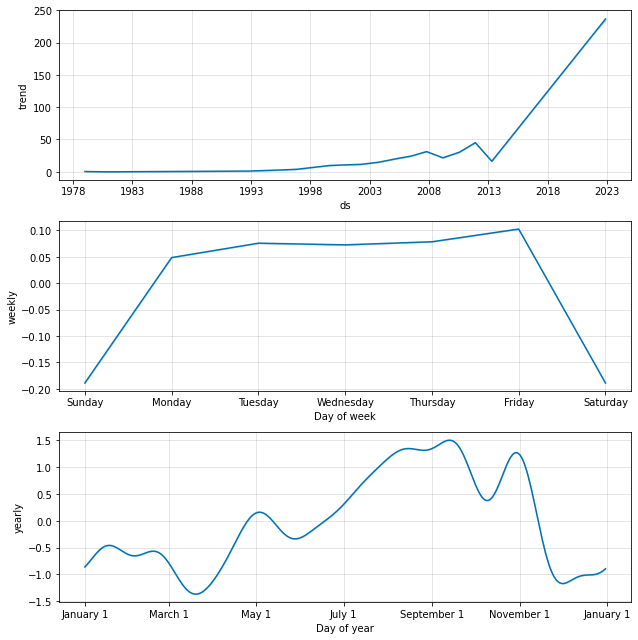 250
200
150
100
50
0
trend
1978 1983 1988 1993 1998 2003 2008 2013 2018 2023
ds
0.10
0.05
0.00
−0.05
−0.10
−0.15
−0.20
weekly
Sunday Monday Tuesday Wednesday Thursday Friday Saturday
Day of week
1.5
1.0
0.5
0.0
−0.5
−1.0
−1.5
yearly
January 1 March 1 May 1 July 1 September 1 November 1 January 1
Day of year